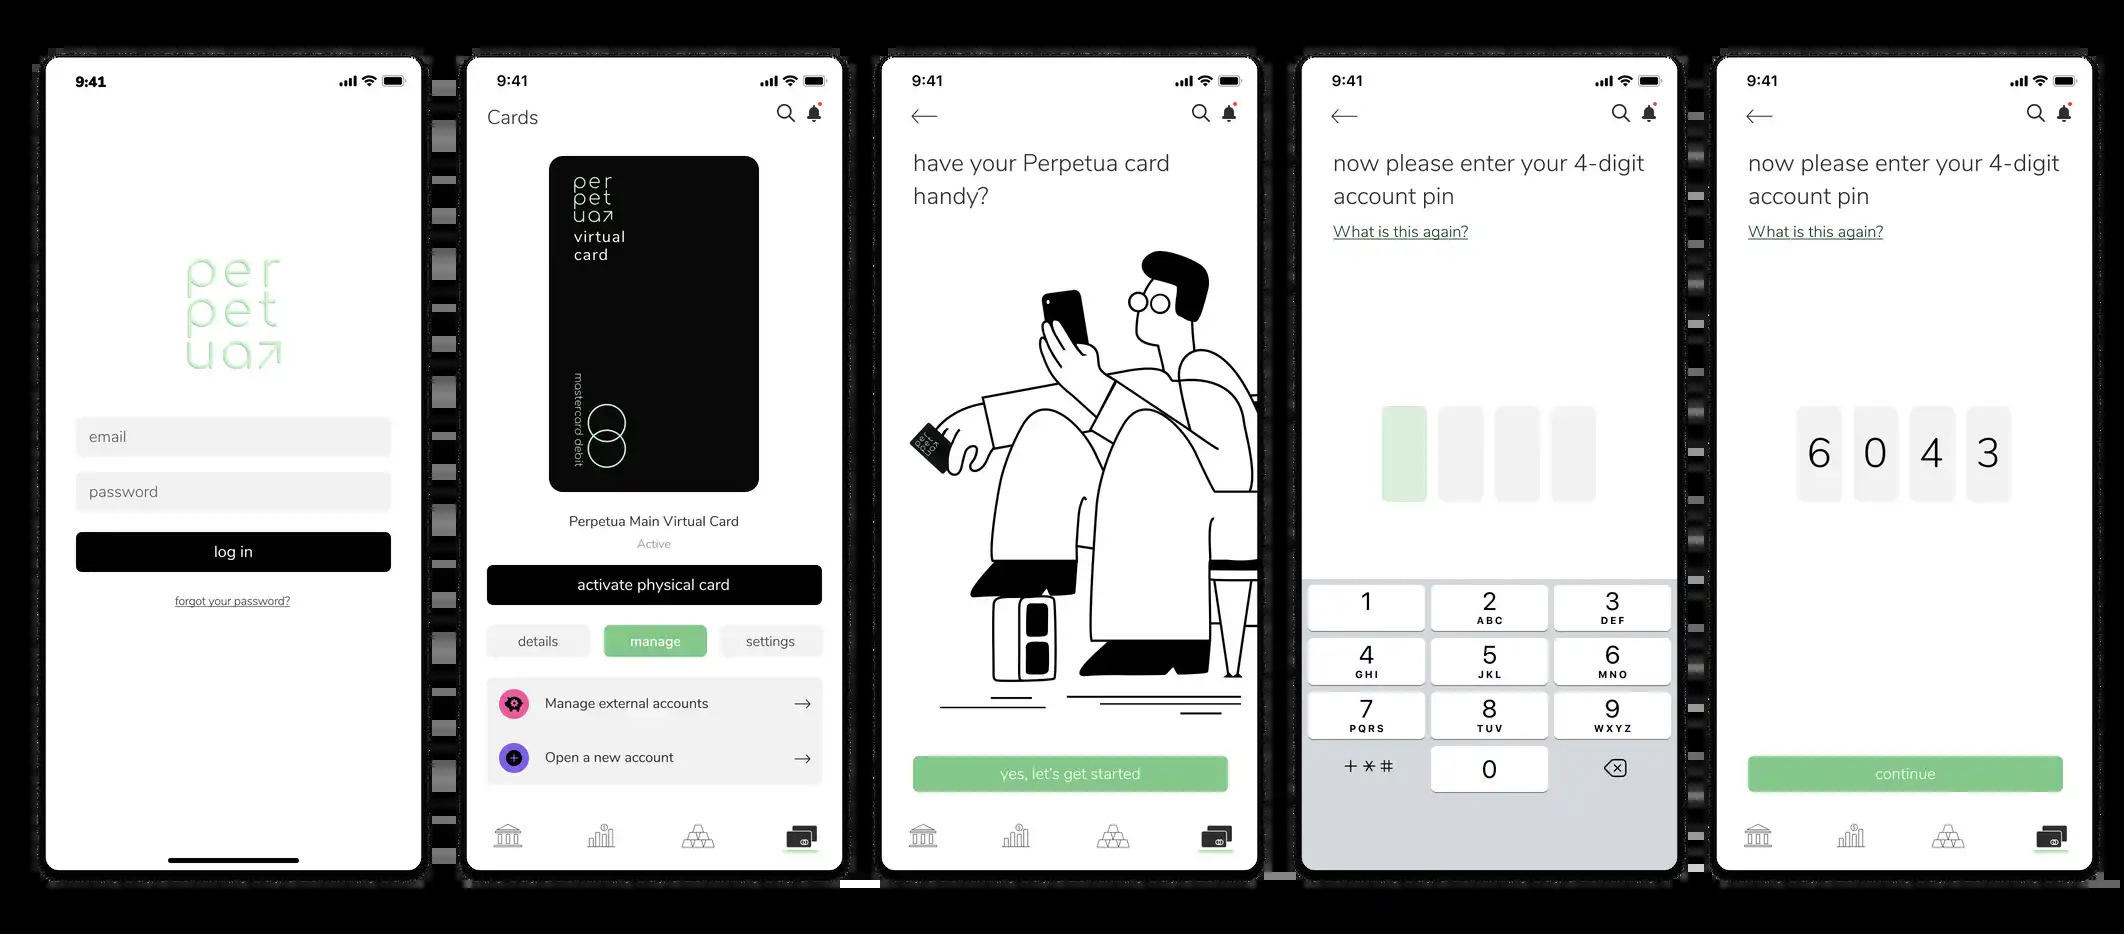 9:41
per
pet
ua
email
password
log in
forgot your password?
9:41
Cards
per
pet
ua
virtual
card
mastercard debit
Perpetua Main Virtual Card
Active
activate physical card
details
manage
settings
Manage external accounts
Open a new account
9:41
have your Perpetua card
handy?
per
pet
ua
yes, let's get started
9:41
now please enter your 4-digit
account pin
What is this again?
1
2
ABC
3
DEF
4
GHI
5
JKL
6
MNO
7
PQRS
8
TUV
9
WXYZ
+ * #
0
9:41
now please enter your 4-digit
account pin
What is this again?
6 0 4 3
continue